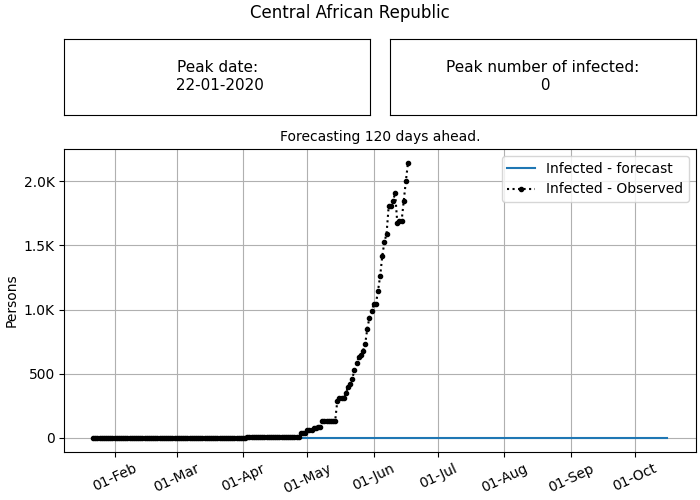 Central African Republic
Peak date:
22-01-2020
Peak number of infected:
0
Forecasting 120 days ahead.
Infected - forecast
Infected - Observed
Persons
2.0K
1.5K
1.0K
500
0
01-Feb
01-Mar
01-Apr
01-May
01-Jun
01-Jul
01-Aug
01-Sep
01-Oct